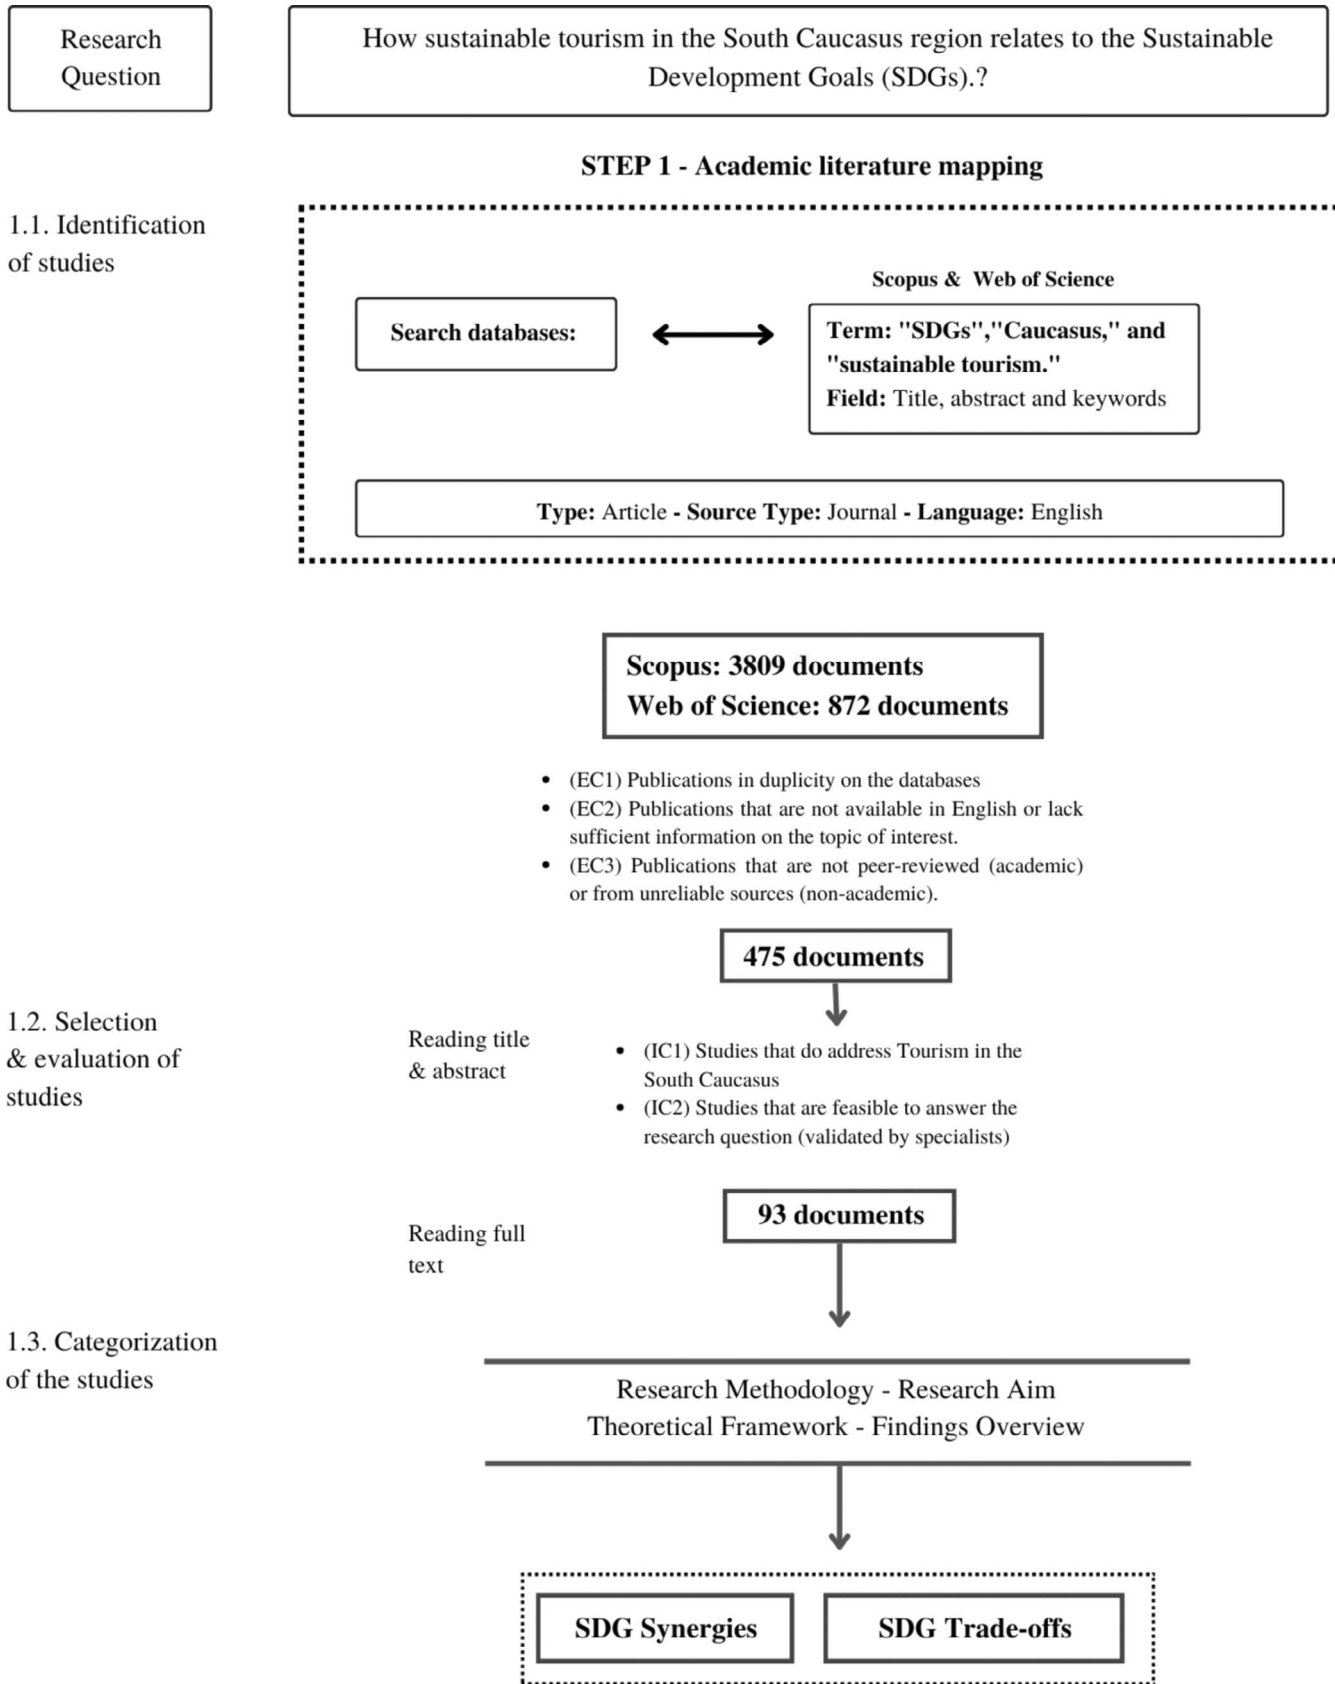 Research
Question
How sustainable tourism in the South Caucasus region relates to the Sustainable
Development Goals (SDGs).?
STEP 1 - Academic literature mapping
1.1. Identification
of studies
Scopus & Web of Science
Search databases:
Term: "SDGs","Caucasus," and
"sustainable tourism."
Field: Title, abstract and keywords
Type: Article - Source Type: Journal - Language: English
Scopus: 3809 documents
Web of Science: 872 documents
• (EC1) Publications in duplicity on the databases
• (EC2) Publications that are not available in English or lack
sufficient information on the topic of interest.
• (EC3) Publications that are not peer-reviewed (academic)
or from unreliable sources (non-academic).
475 documents
1.2. Selection
& evaluation of
studies
Reading title
& abstract
• (IC1) Studies that do address Tourism in the
South Caucasus
• (IC2) Studies that are feasible to answer the
research question (validated by specialists)
93 documents
Reading full
text
1.3. Categorization
of the studies
Research Methodology - Research Aim
Theoretical Framework - Findings Overview
SDG Synergies
SDG Trade-offs